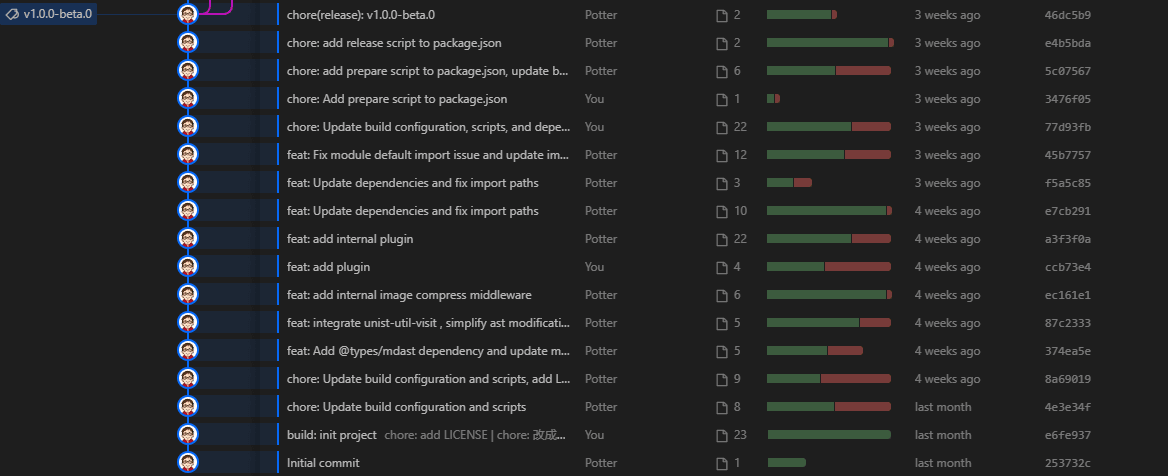 v1.0.0-beta.0 chore(release): v1.0.0-beta.0 Potter 2 3 weeks ago 46dc5b9
chore: add release script to package.json Potter 2 3 weeks ago e4b5bda
chore: add prepare script to package.json, update b... Potter 6 3 weeks ago 5c07567
chore: Add prepare script to package.json You 1 3 weeks ago 3476f05
chore: Update build configuration, scripts, and depe... You 22 3 weeks ago 77d93fb
feat: Fix module default import issue and update im... Potter 12 3 weeks ago 45b7757
feat: Update dependencies and fix import paths Potter 3 3 weeks ago f5a5c85
feat: Update dependencies and fix import paths Potter 10 4 weeks ago e7cb291
feat: add internal plugin Potter 22 4 weeks ago a3f3f0a
feat: add plugin You 4 4 weeks ago ccb73e4
feat: add internal image compress middleware Potter 6 4 weeks ago ec161e1
feat: integrate unist-util-visit , simplify ast modificati... Potter 5 4 weeks ago 87c2333
feat: Add @types/mdast dependency and update m... Potter 5 4 weeks ago 374ea5e
chore: Update build configuration and scripts, add L... Potter 9 4 weeks ago 8a69019
chore: Update build configuration and scripts Potter 8 last month 4e3e34f
build: init project chore: add LICENSE | chore: 改成... You 23 last month e6fe937
Initial commit Potter 1 last month 253732c